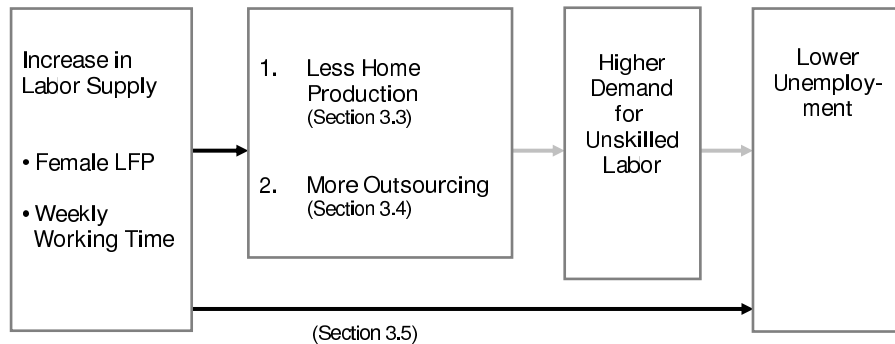 Increase in
Labor Supply
• Female LFP
• Weekly
Working Time
1. Less Home
Production
(Section 3.3)
2. More Outsourcing
(Section 3.4)
Higher
Demand
for
Unskilled
Labor
Lower
Unemploy-
ment
(Section 3.5)